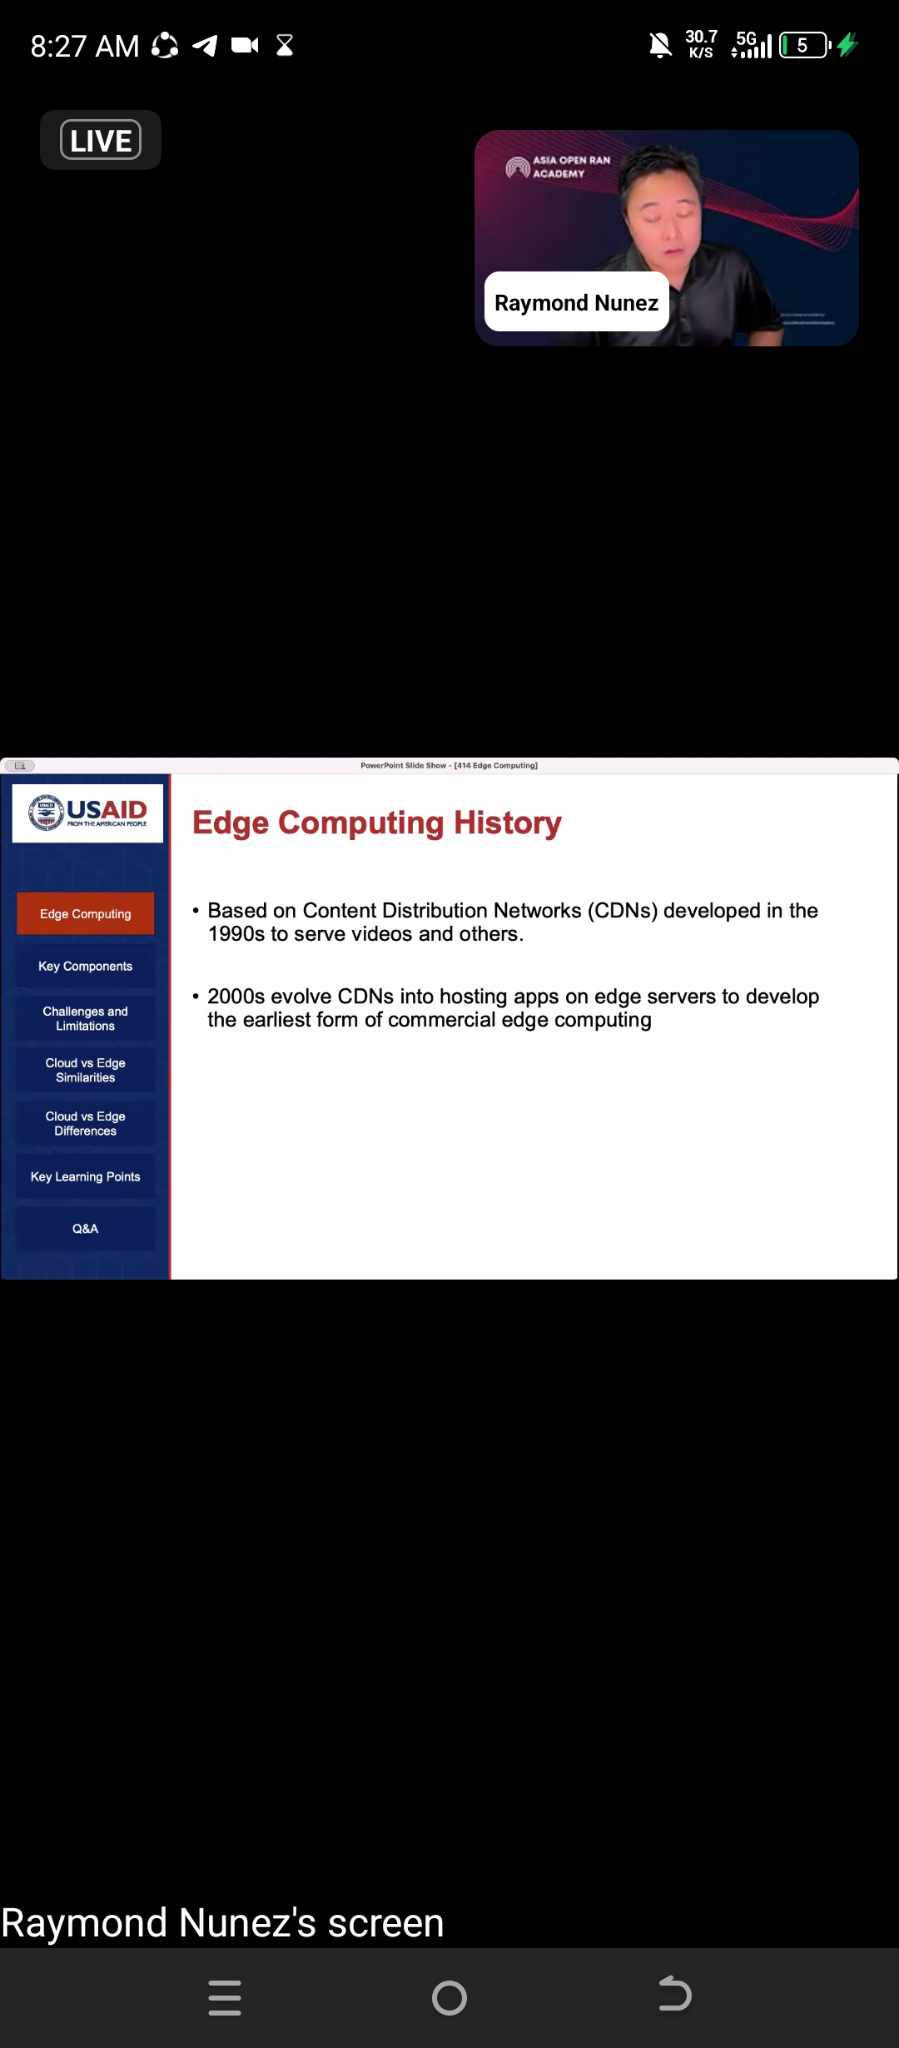 8:27 AM
30.7
K/S
5G
5
LIVE
ASIA OPEN RAN
ACADEMY
Raymond Nunez
PowerPoint Slide Show - [414 Edge Computing]
USAID
FROM THE AMERICAN PEOPLE
Edge Computing
Key Components
Challenges and
Limitations
Cloud vs Edge
Similarities
Cloud vs Edge
Differences
Key Learning Points
Q&A
Edge Computing History
• Based on Content Distribution Networks (CDNs) developed in the
1990s to serve videos and others.
• 2000s evolve CDNs into hosting apps on edge servers to develop
the earliest form of commercial edge computing
Raymond Nunez's screen